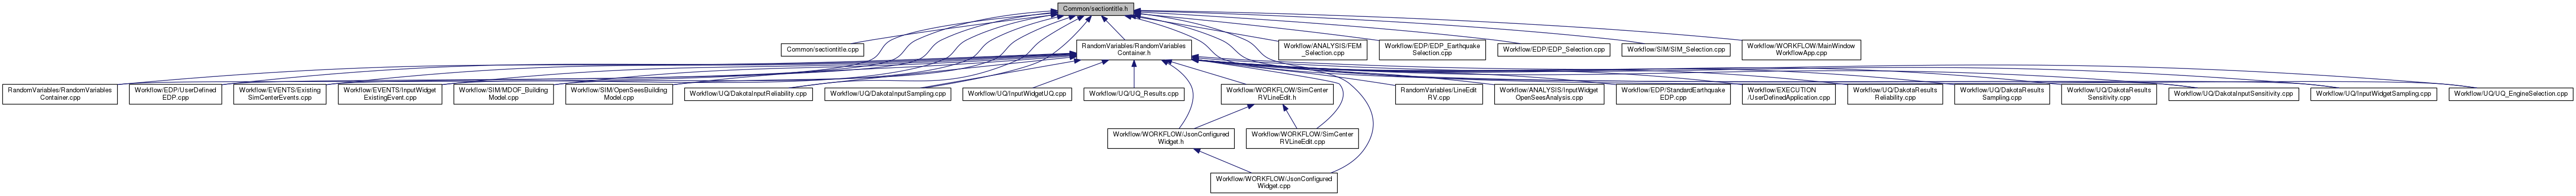 Common/sectiontitle.h
Common/sectiontitle.cpp
RandomVariables/RandomVariables
Container.h
Workflow/ANALYSIS/FEM
_Selection.cpp
Workflow/EDP/EDP_Earthquake
Selection.cpp
Workflow/EDP/EDP_Selection.cpp
Workflow/SIM/SIM_Selection.cpp
Workflow/WORKFLOW/MainWindow
WorkflowApp.cpp
RandomVariables/RandomVariables
Container.cpp
Workflow/EDP/UserDefined
EDP.cpp
Workflow/EVENTS/Existing
SimCenterEvents.cpp
Workflow/EVENTS/InputWidget
ExistingEvent.cpp
Workflow/SIM/MDOF_Building
Model.cpp
Workflow/SIM/OpenSeesBuilding
Model.cpp
Workflow/UQ/DakotaInputReliability.cpp
Workflow/UQ/DakotaInputSampling.cpp
Workflow/UQ/InputWidgetUQ.cpp
Workflow/UQ/UQ_Results.cpp
Workflow/WORKFLOW/SimCenter
RVLineEdit.h
RandomVariables/LineEdit
RV.cpp
Workflow/ANALYSIS/InputWidget
OpenSeesAnalysis.cpp
Workflow/EDP/StandardEarthquake
EDP.cpp
Workflow/EXECUTION
/UserDefinedApplication.cpp
Workflow/UQ/DakotaResults
Reliability.cpp
Workflow/UQ/DakotaResults
Sampling.cpp
Workflow/UQ/DakotaResults
Sensitivity.cpp
Workflow/UQ/DakotaInputSensitivity.cpp
Workflow/UQ/InputWidgetSampling.cpp
Workflow/UQ/UQ_EngineSelection.cpp
Workflow/WORKFLOW/JsonConfigured
Widget.h
Workflow/WORKFLOW/SimCenter
RVLineEdit.cpp
Workflow/WORKFLOW/JsonConfigured
Widget.cpp